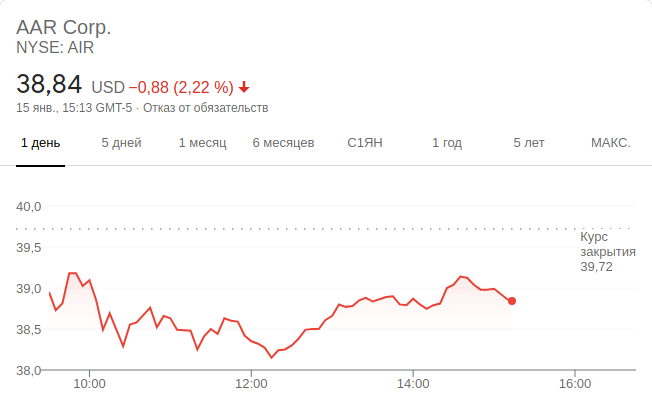 AAR Corp.
NYSE: AIR
38,84 USD −0,88 (2,22 %)
15 янв., 15:13 GMT-5 · Отказ от обязательств
1 день 5 дней 1 месяц 6 месяцев С1ЯН 1 год 5 лет МАКС.
40,0
Курс
закрытия
39,72
39,5
39,0
38,5
38,0
10:00 12:00 14:00 16:00